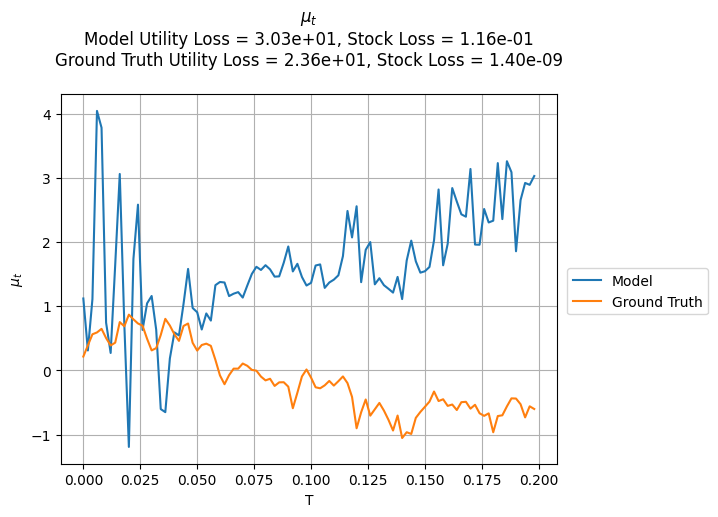 μₜ
Model Utility Loss = 3.03e+01, Stock Loss = 1.16e-01
Ground Truth Utility Loss = 2.36e+01, Stock Loss = 1.40e-09
4
3
2
1
0
−1
μₜ
0.000
0.025
0.050
0.075
0.100
0.125
0.150
0.175
0.200
T
Model
Ground Truth